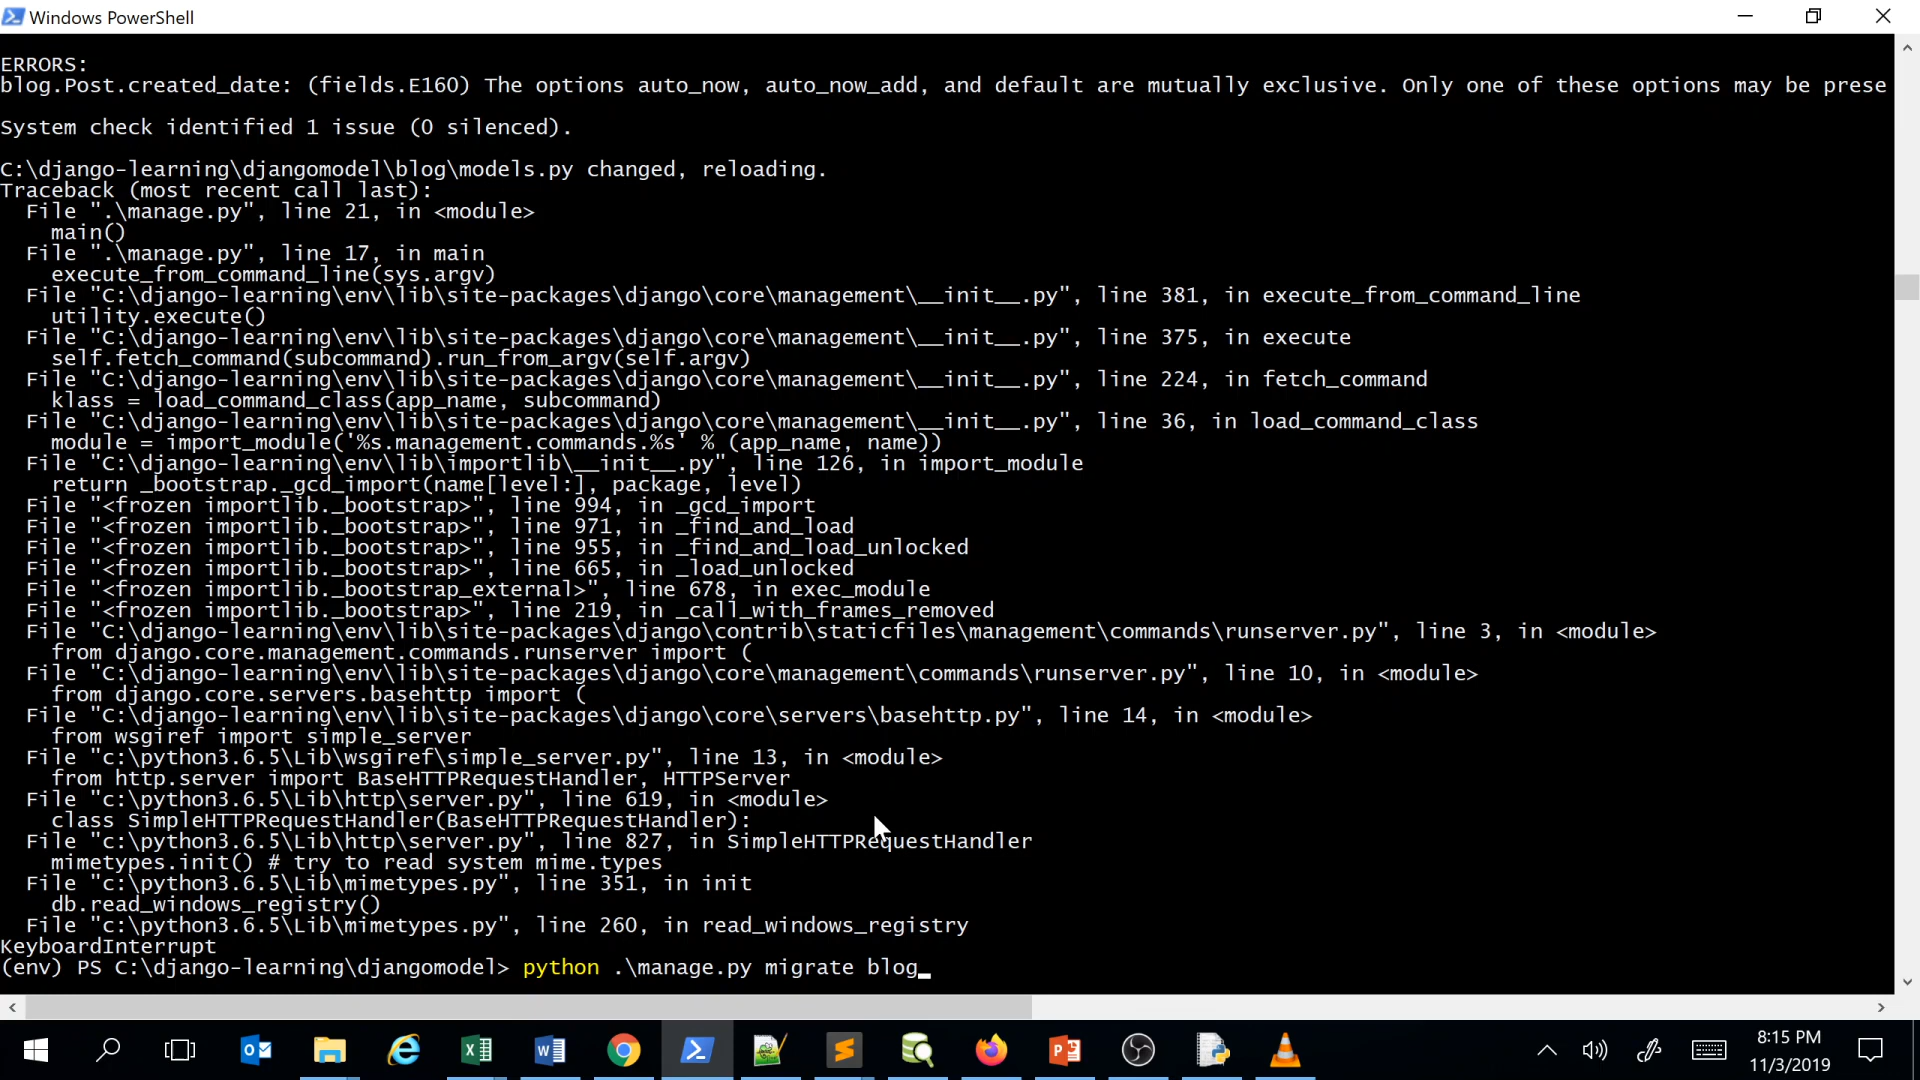 Windows PowerShell
ERRORS:
blog.Post.created_date: (fields.E160) The options auto_now, auto_now_add, and default are mutually exclusive. Only one of these options may be prese
System check identified 1 issue (0 silenced).
C:\django-learning\djangomodel\blog\models.py changed, reloading.
Traceback (most recent call last):
  File ".\manage.py", line 21, in <module>
    main()
  File ".\manage.py", line 17, in main
    execute_from_command_line(sys.argv)
  File "C:\django-learning\env\lib\site-packages\django\core\management\__init__.py", line 381, in execute_from_command_line
    utility.execute()
  File "C:\django-learning\env\lib\site-packages\django\core\management\__init__.py", line 375, in execute
    self.fetch_command(subcommand).run_from_argv(self.argv)
  File "C:\django-learning\env\lib\site-packages\django\core\management\__init__.py", line 224, in fetch_command
    klass = load_command_class(app_name, subcommand)
  File "C:\django-learning\env\lib\site-packages\django\core\management\__init__.py", line 36, in load_command_class
    module = import_module('%s.management.commands.%s' % (app_name, name))
  File "C:\django-learning\env\lib\importlib\__init__.py", line 126, in import_module
    return _bootstrap._gcd_import(name[level:], package, level)
  File "<frozen importlib._bootstrap>", line 994, in _gcd_import
  File "<frozen importlib._bootstrap>", line 971, in _find_and_load
  File "<frozen importlib._bootstrap>", line 955, in _find_and_load_unlocked
  File "<frozen importlib._bootstrap>", line 665, in _load_unlocked
  File "<frozen importlib._bootstrap_external>", line 678, in exec_module
  File "<frozen importlib._bootstrap>", line 219, in _call_with_frames_removed
  File "C:\django-learning\env\lib\site-packages\django\contrib\staticfiles\management\commands\runserver.py", line 3, in <module>
    from django.core.management.commands.runserver import (
  File "C:\django-learning\env\lib\site-packages\django\core\management\commands\runserver.py", line 10, in <module>
    from django.core.servers.basehttp import (
  File "C:\django-learning\env\lib\site-packages\django\core\servers\basehttp.py", line 14, in <module>
    from wsgiref import simple_server
  File "c:\python3.6.5\Lib\wsgiref\simple_server.py", line 13, in <module>
    from http.server import BaseHTTPRequestHandler, HTTPServer
  File "c:\python3.6.5\Lib\http\server.py", line 619, in <module>
    class SimpleHTTPRequestHandler(BaseHTTPRequestHandler):
  File "c:\python3.6.5\Lib\http\server.py", line 827, in SimpleHTTPRequestHandler
    mimetypes.init() # try to read system mime.types
  File "c:\python3.6.5\Lib\mimetypes.py", line 351, in init
    db.read_windows_registry()
  File "c:\python3.6.5\Lib\mimetypes.py", line 260, in read_windows_registry
KeyboardInterrupt
(env) PS C:\django-learning\djangomodel> python .\manage.py migrate blog
8:15 PM
11/3/2019